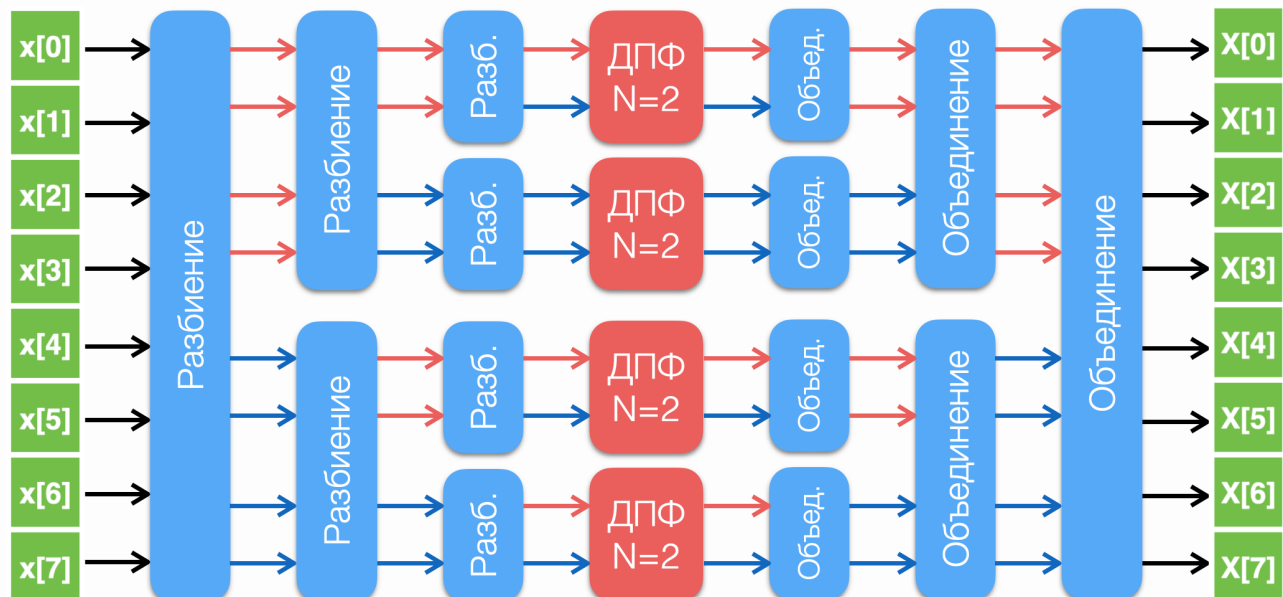 x[0]
x[1]
x[2]
x[3]
x[4]
x[5]
x[6]
x[7]
Разбиение
Разбиение
Разбиение
Разб.
Разб.
Разб.
Разб.
ДПФ
N=2
ДПФ
N=2
ДПФ
N=2
ДПФ
N=2
Объед.
Объед.
Объед.
Объед.
Объединение
Объединение
Объединение
X[0]
X[1]
X[2]
X[3]
X[4]
X[5]
X[6]
X[7]